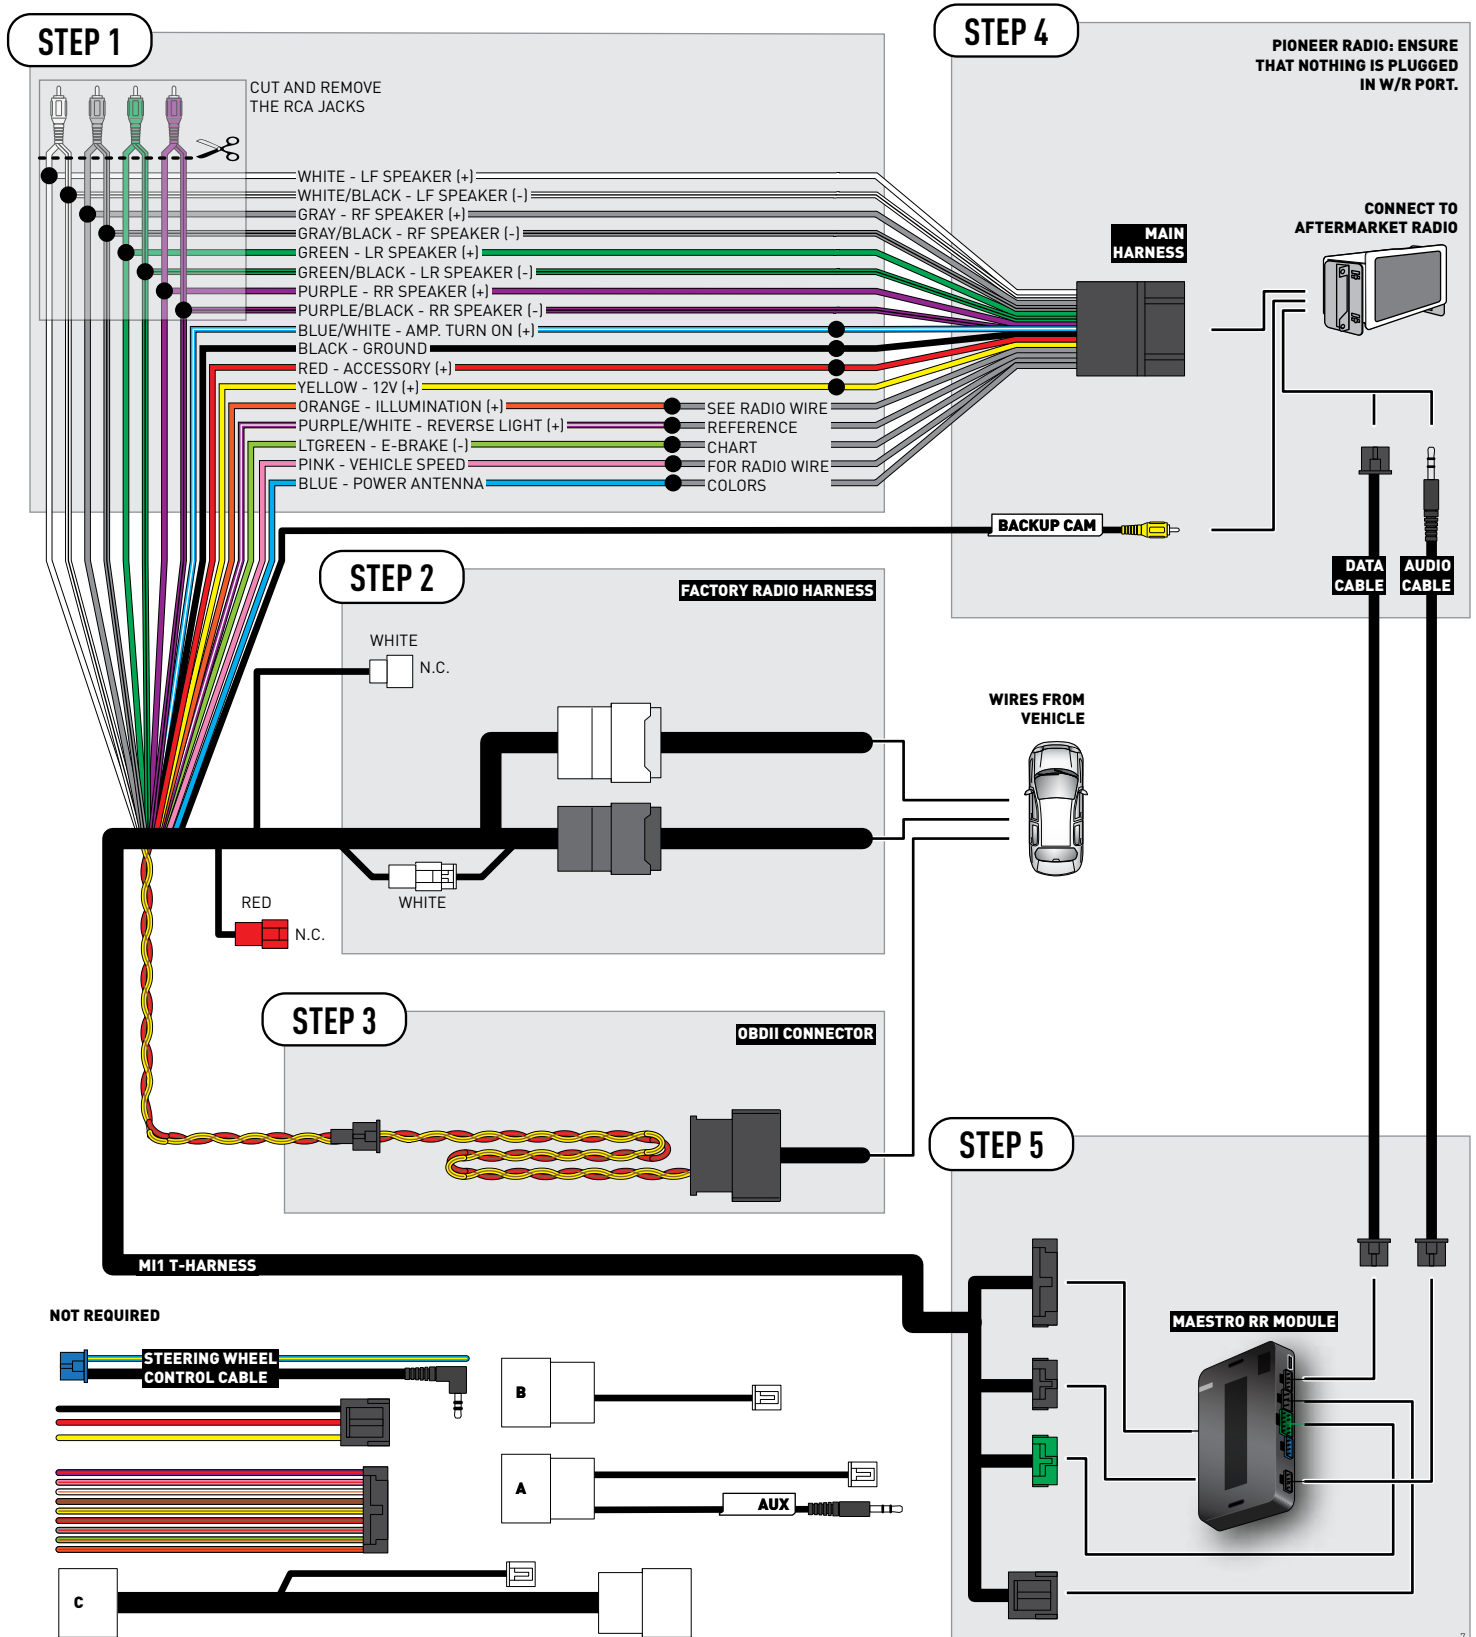 STEP 1
CUT AND REMOVE
THE RCA JACKS
WHITE - LF SPEAKER (+)
WHITE/BLACK - LF SPEAKER (-)
GRAY - RF SPEAKER (+)
GRAY/BLACK - RF SPEAKER (-)
GREEN - LR SPEAKER (+)
GREEN/BLACK - LR SPEAKER (-)
PURPLE - RR SPEAKER (+)
PURPLE/BLACK - RR SPEAKER (-)
BLUE/WHITE - AMP. TURN ON (+)
BLACK - GROUND
RED - ACCESSORY (+)
YELLOW - 12V (+)
ORANGE - ILLUMINATION (+)
PURPLE/WHITE - REVERSE LIGHT (+)
LTGREEN - E-BRAKE (-)
PINK - VEHICLE SPEED
BLUE - POWER ANTENNA
SEE RADIO WIRE
REFERENCE
CHART
FOR RADIO WIRE
COLORS
STEP 4
PIONEER RADIO: ENSURE
THAT NOTHING IS PLUGGED
IN W/R PORT.
CONNECT TO
AFTERMARKET RADIO
MAIN
HARNESS
BACKUP CAM
DATA
CABLE
AUDIO
CABLE
STEP 2
FACTORY RADIO HARNESS
WHITE
N.C.
WHITE
RED
N.C.
WIRES FROM
VEHICLE
STEP 3
OBDII CONNECTOR
MI1 T-HARNESS
STEP 5
MAESTRO RR MODULE
NOT REQUIRED
STEERING WHEEL
CONTROL CABLE
B
A
AUX
C
7